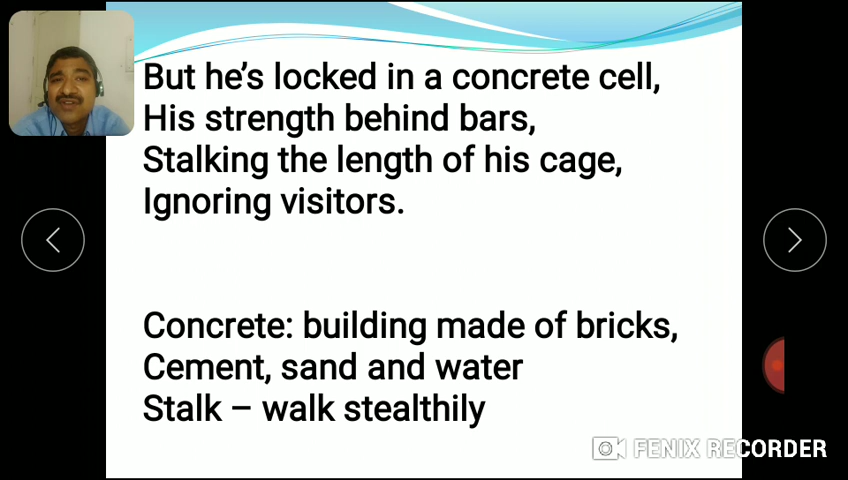 But he's locked in a concrete cell,
His strength behind bars,
Stalking the length of his cage,
Ignoring visitors.
Concrete: building made of bricks,
Cement, sand and water
Stalk – walk stealthily
FENIX RECORDER